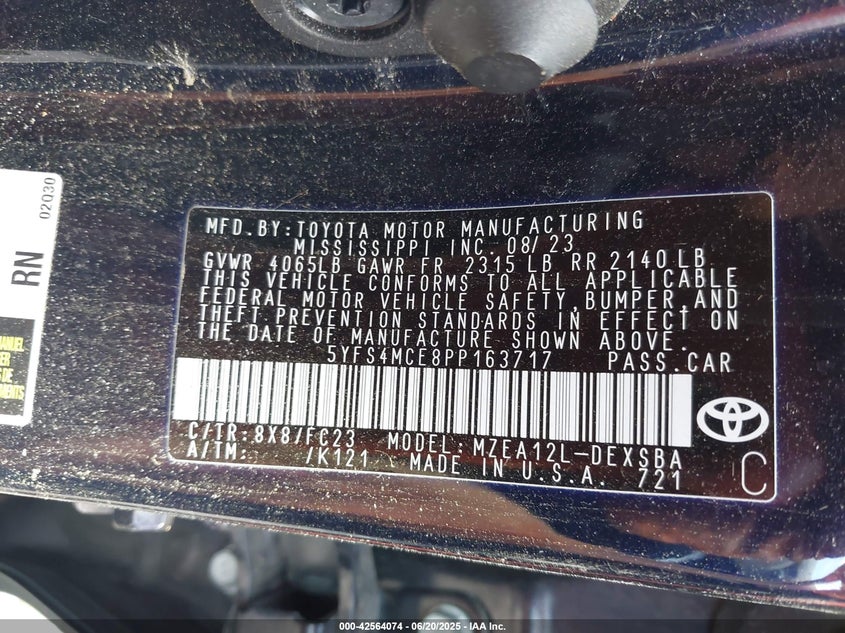 MFD.BY:TOYOTA MOTOR MANUFACTURING
MISSISSIPPI INC. 08/23
GVWR 4065LB GAWR FR 2315 LB RR 2140 LB
THIS VEHICLE CONFORMS TO ALL APPLICABLE
FEDERAL MOTOR VEHICLE SAFETY, BUMPER, AND
THEFT PREVENTION STANDARDS IN EFFECT ON
THE DATE OF MANUFACTURE SHOWN ABOVE.
5YFS4MCE8PP163717 PASS.CAR
C/TR: 8X8/FC23 MODEL: MZEA12L-DEXSBA
A/TM: /K121 MADE IN U.S.A. 721
C
02Q30
RN
000-42564074 | 06/20/2025 - © IAA Inc.